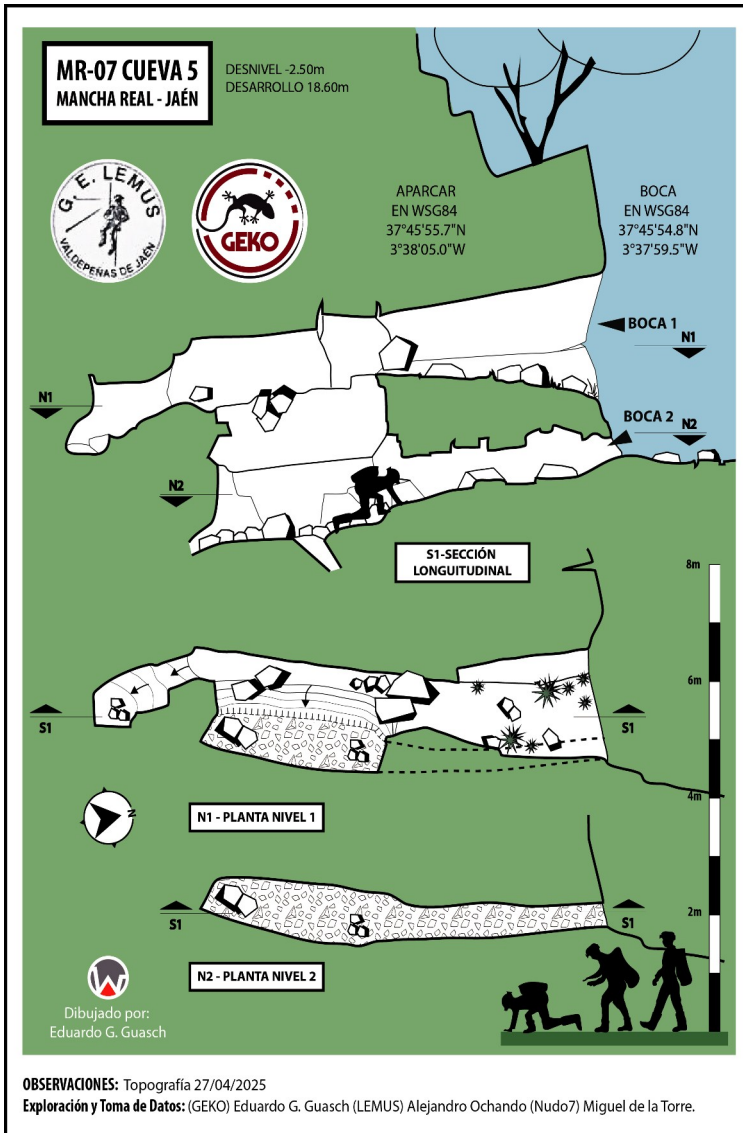 MR-07 CUEVA 5
MANCHA REAL - JAÉN
DESNIVEL -2.50m
DESARROLLO 18.60m
G. E. LEMUS
VALDEPEÑAS DE JAÉN
GEKO
APARCAR
EN WSG84
37°45'55.7"N
3°38'05.0"W
BOCA
EN WSG84
37°45'54.8"N
3°37'59.5"W
BOCA 1
N1
N1
BOCA 2
N2
N2
S1-SECCIÓN
LONGUITUDINAL
8m
6m
S1
S1
4m
N
N1 - PLANTA NIVEL 1
2m
S1
S1
N2 - PLANTA NIVEL 2
Dibujado por:
Eduardo G. Guasch
OBSERVACIONES: Topografía 27/04/2025
Exploración y Toma de Datos: (GEKO) Eduardo G. Guasch (LEMUS) Alejandro Ochando (Nudo7) Miguel de la Torre.